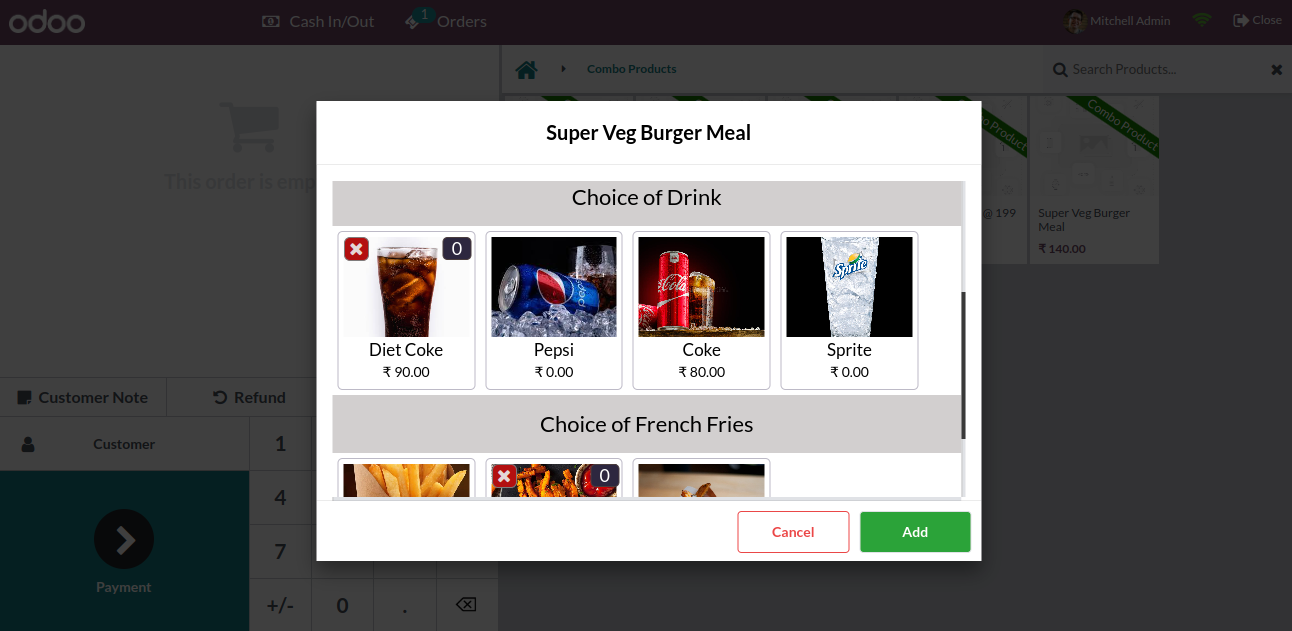 odoo
Cash In/Out
1
Orders
Mitchell Admin
Close
Combo Products
Search Products...
This order is emp
Combo Product
@ 199
Super Veg Burger
Meal
₹ 140.00
Super Veg Burger Meal
Choice of Drink
0
Sprite
Diet Coke
₹ 90.00
Pepsi
₹ 0.00
Coke
₹ 80.00
Sprite
₹ 0.00
Choice of French Fries
0
Cancel
Add
Customer Note
Refund
Customer
1
4
7
Payment
+/-
0
.